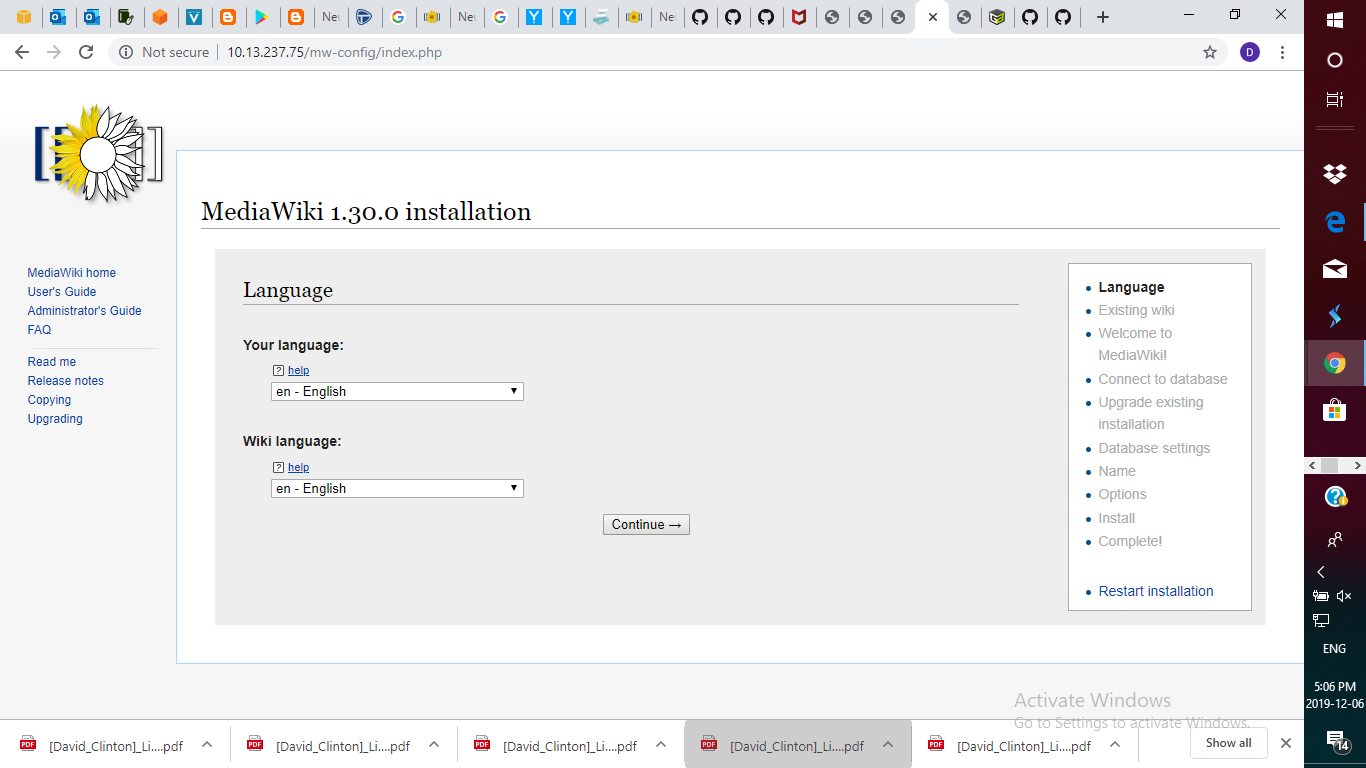 Nev
Nev
Nev
Not secure
10.13.237.75/mw-config/index.php
D
MediaWiki home
User's Guide
Administrator's Guide
FAQ
Read me
Release notes
Copying
Upgrading
MediaWiki 1.30.0 installation
Language
Your language:
? help
en - English
Wiki language:
? help
en - English
Continue →
Language
Existing wiki
Welcome to
MediaWiki!
Connect to database
Upgrade existing
installation
Database settings
Name
Options
Install
Complete!
Restart installation
Activate Windows
Go to Settings to activate Windows.
[David_Clinton]_Li....pdf
[David_Clinton]_Li....pdf
[David_Clinton]_Li....pdf
[David_Clinton]_Li....pdf
[David_Clinton]_Li....pdf
Show all
ENG
5:06 PM
2019-12-06
14